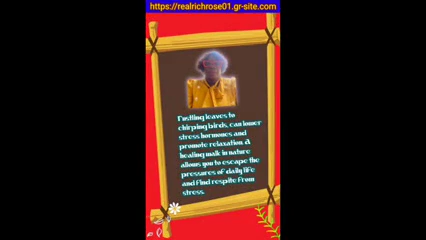 https://realrichrose01.gr-site.com
Rustling leaves to
chirping birds, can lower
stress hormones and
promote relaxation. A
healing walk in nature
allows you to escape the
pressures of daily life
and find respite from
stress.